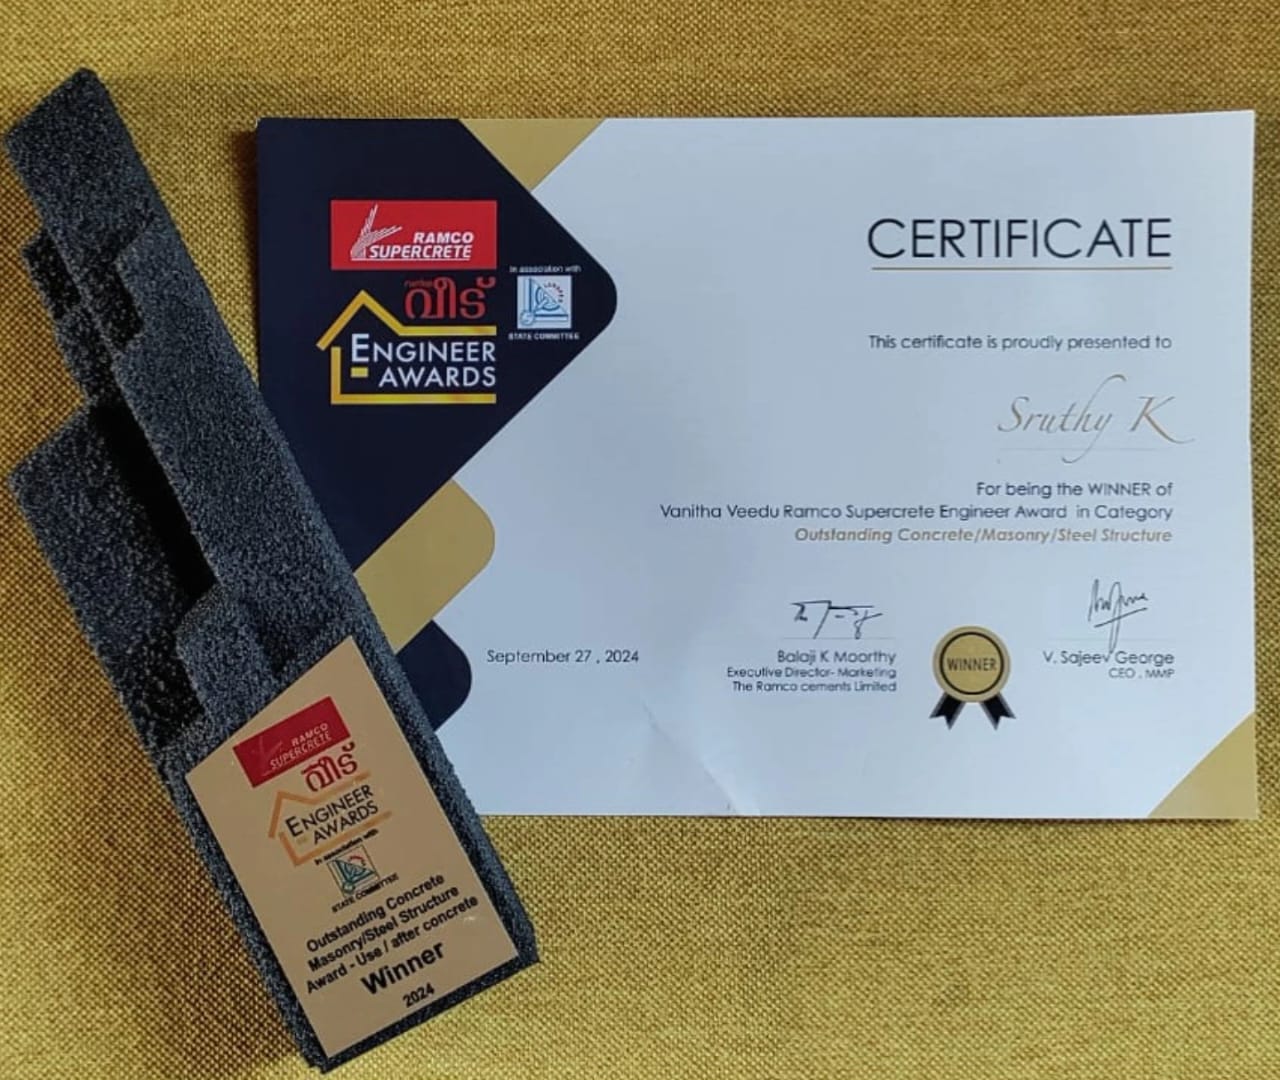 RAMCO
SUPERCRETE
വീട്
ENGINEER
AWARDS
In association with
STATE COMMITTEE
CERTIFICATE
This certificate is proudly presented to
Sruthy K
For being the WINNER of
Vanitha Veedu Ramco Supercrete Engineer Award in Category
Outstanding Concrete/Masonry/Steel Structure
September 27 , 2024
Balaji K Moorthy
Executive Director- Marketing
The Ramco cements Limited
WINNER
V. Sajeev George
CEO , MMP
RAMCO
SUPERCRETE
വീട്
ENGINEER
AWARDS
In association with
STATE COMMITTEE
Outstanding Concrete
Masonry/Steel Structure
Award - Use / after concrete
Winner
2024